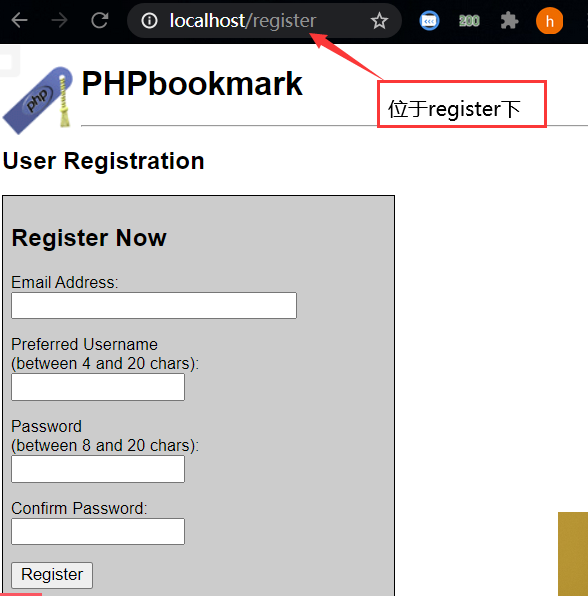 localhost/register
200
h
php
PHPbookmark
位于register下
User Registration
Register Now
Email Address:
Preferred Username
(between 4 and 20 chars):
Password
(between 8 and 20 chars):
Confirm Password:
Register